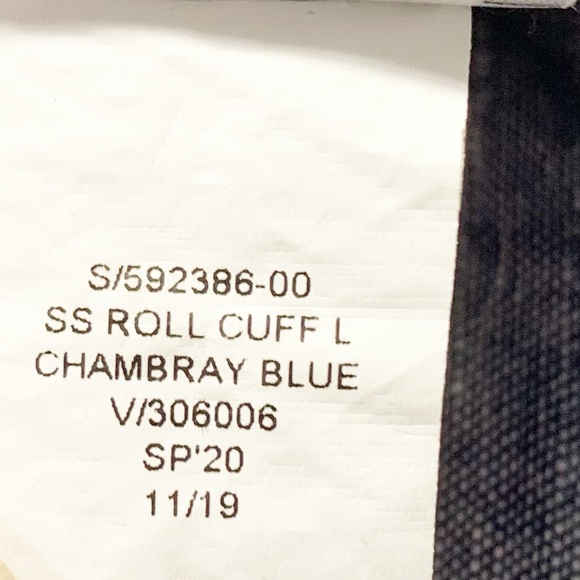 S/592386-00
SS ROLL CUFF L
CHAMBRAY BLUE
V/306006
SP'20
11/19